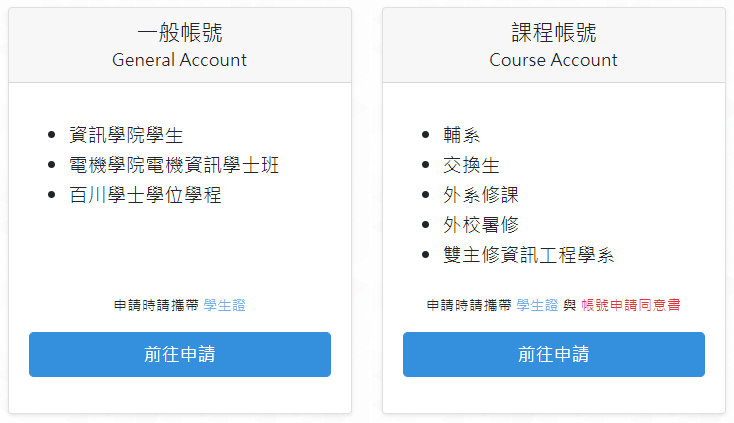 一般帳號
General Account
資訊學院學生
電機學院電機資訊學士班
百川學士學位學程
申請時請攜帶 學生證
前往申請
課程帳號
Course Account
輔系
交換生
外系修課
外校暑修
雙主修資訊工程學系
申請時請攜帶 學生證 與 帳號申請同意書
前往申請